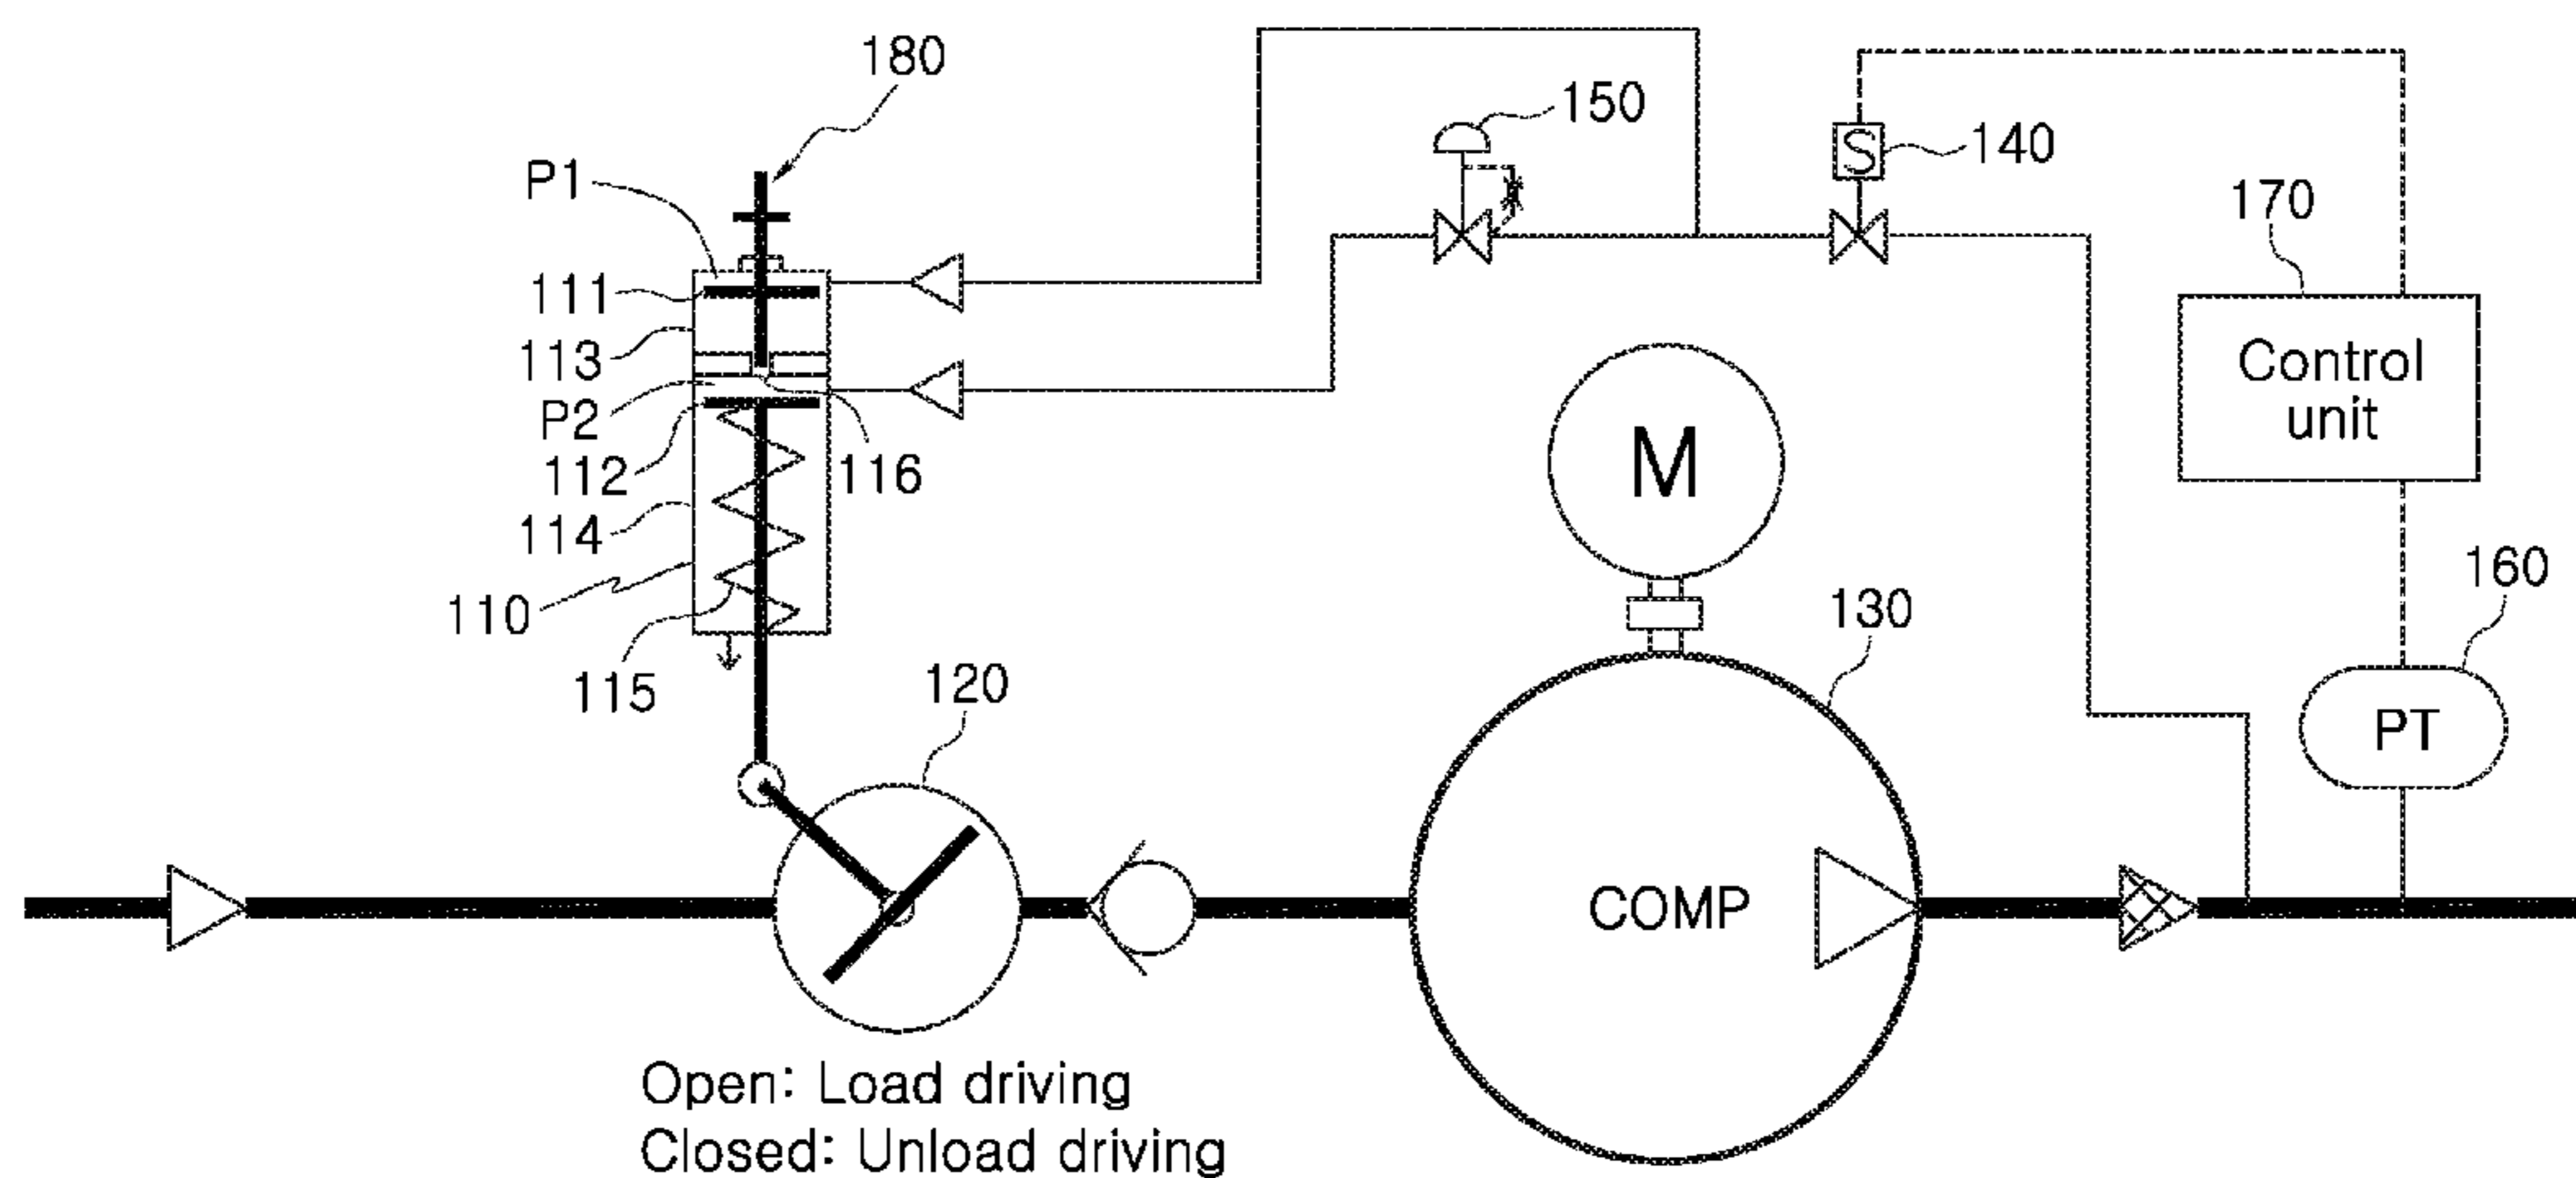 180
150
140
P1
170
111
113
Control
unit
P2
112
116
M
114
110
160
115
130
120
PT
COMP
S
Open: Load driving
Closed: Unload driving